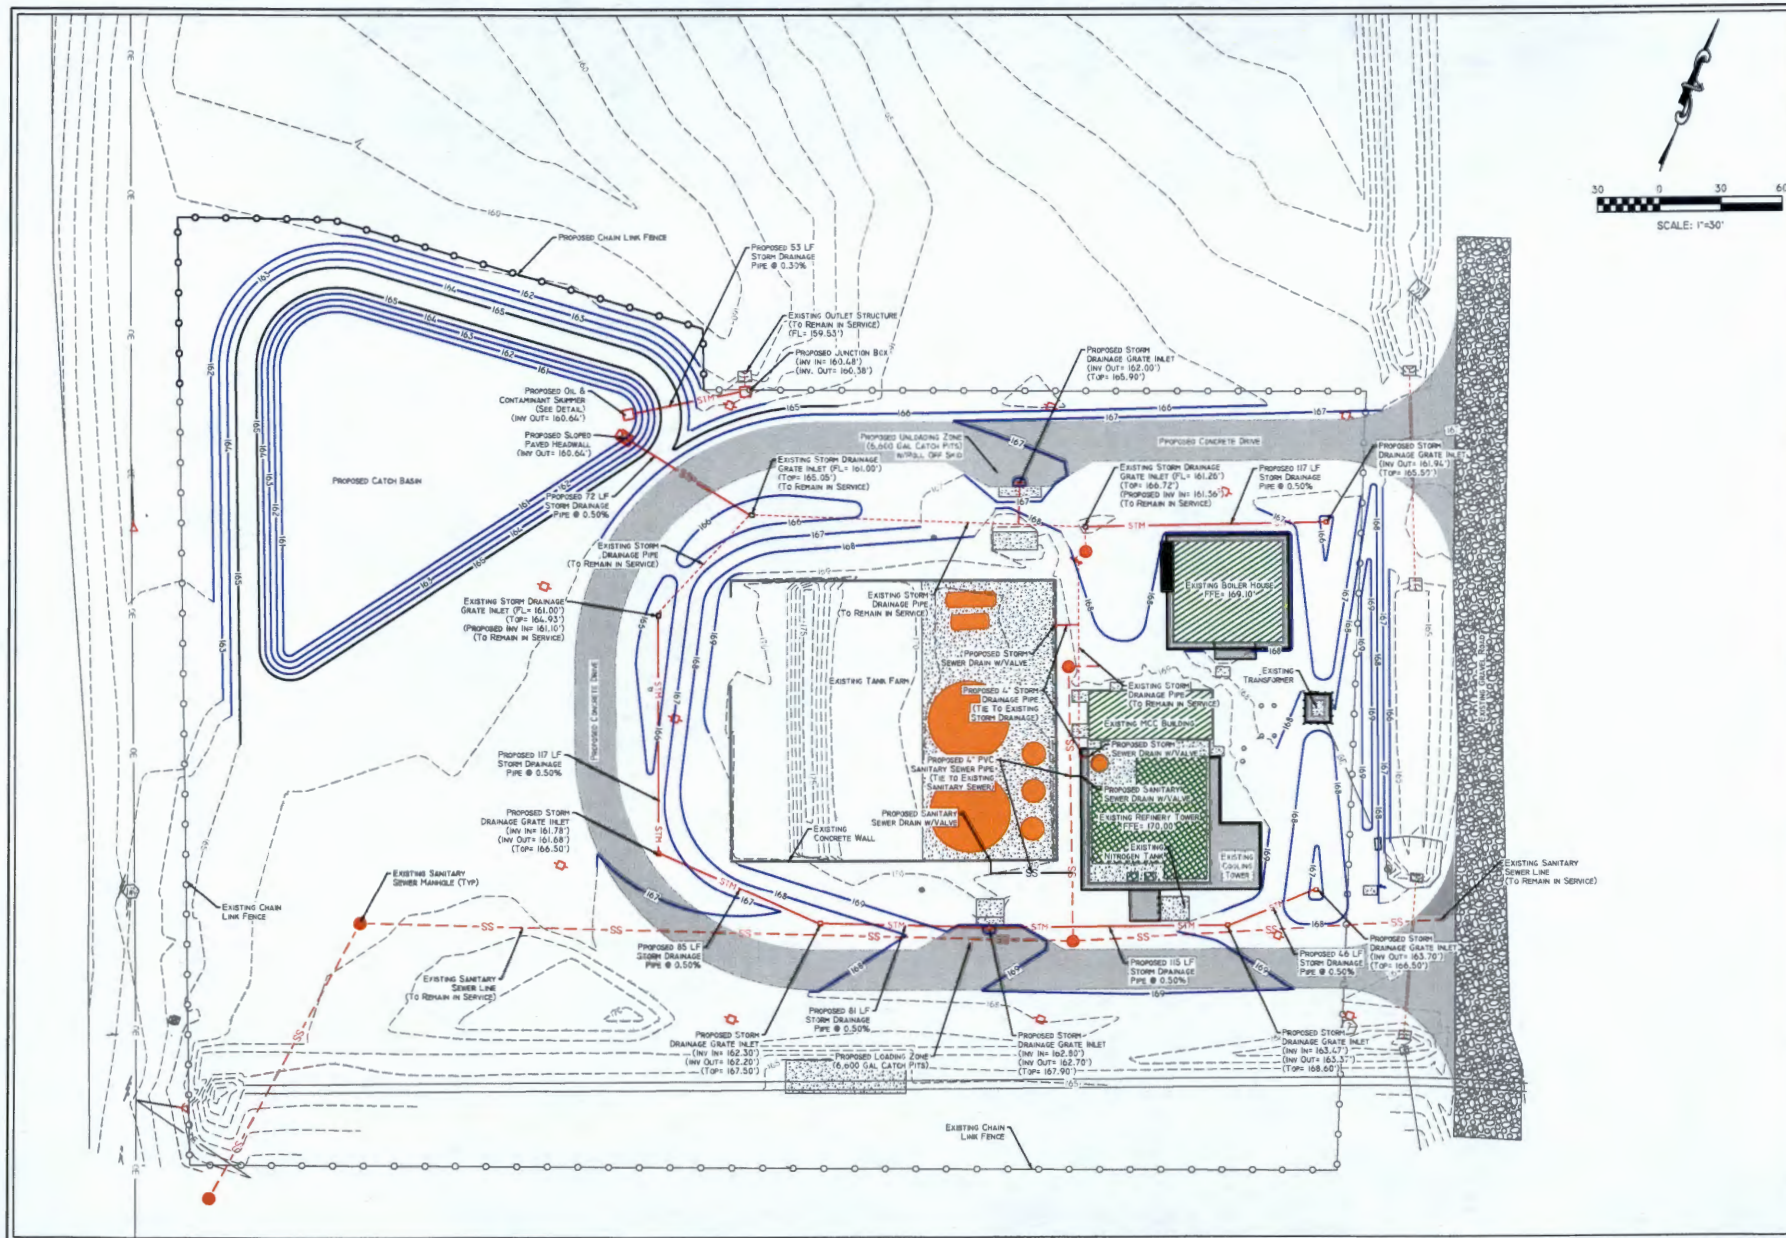 30 0 30 60
SCALE: 1"=30'
PROPOSED CHAIN LINK FENCE
PROPOSED 53 LF
STORM DRAINAGE
PIPE @ 0.30%
EXISTING OUTLET STRUCTURE
(TO REMAIN IN SERVICE)
(FL= 159.53')
PROPOSED JUNCTION BOX
(INV IN= 160.48')
(INV. OUT= 160.38')
PROPOSED OIL &
CONTAMINANT SKIMMER
(SEE DETAIL)
(INV OUT= 160.64')
PROPOSED SLOPED
PAVED HEADWALL
(INV OUT= 160.64')
PROPOSED STORM
DRAINAGE GRATE INLET
(INV OUT= 162.00')
(TOP= 165.90')
PROPOSED UNLOADING ZONE
(6,600 GAL CATCH PITS)
W/ROLL OFF SKID
PROPOSED CONCRETE DRIVE
PROPOSED STORM
DRAINAGE GRATE INLET
(INV OUT= 161.94')
(TOP= 165.50')
EXISTING STORM DRAINAGE
GRATE INLET (FL= 161.00')
(TOP= 165.05')
(TO REMAIN IN SERVICE)
EXISTING STORM DRAINAGE
GRATE INLET (FL= 161.26')
(TOP= 166.72')
(PROPOSED INV IN= 161.36')
(TO REMAIN IN SERVICE)
PROPOSED 117 LF
STORM DRAINAGE
PIPE @ 0.50%
PROPOSED CATCH BASIN
PROPOSED 72 LF
STORM DRAINAGE
PIPE @ 0.50%
EXISTING STORM
DRAINAGE PIPE
(TO REMAIN IN SERVICE)
EXISTING STORM DRAINAGE
GRATE INLET (FL= 161.00')
(TOP= 164.93')
(PROPOSED INV IN= 161.10')
(TO REMAIN IN SERVICE)
EXISTING STORM
DRAINAGE PIPE
(TO REMAIN IN SERVICE)
EXISTING BOILER HOUSE
FFE= 169.10'
PROPOSED STORM
SEWER DRAIN W/VALVE
EXISTING TANK FARM
PROPOSED 4" STORM
DRAINAGE PIPE
(TIE TO EXISTING
STORM DRAINAGE)
EXISTING STORM
DRAINAGE PIPE
(TO REMAIN IN SERVICE)
EXISTING
TRANSFORMER
EXISTING GRAVEL ROAD
EXISTING MCC BUILDING
PROPOSED CONCRETE DRIVE
PROPOSED STORM
SEWER DRAIN W/VALVE
PROPOSED 117 LF
STORM DRAINAGE
PIPE @ 0.50%
PROPOSED 4" PVC
SANITARY SEWER PIPE
(TIE TO EXISTING
SANITARY SEWER)
PROPOSED SANITARY
SEWER DRAIN W/VALVE
PROPOSED STORM
DRAINAGE GRATE INLET
(INV IN= 161.78')
(INV OUT= 161.68')
(TOP= 166.50')
PROPOSED SANITARY
SEWER DRAIN W/VALVE
EXISTING REFINERY TOWER
FFE= 170.00'
EXISTING
CONCRETE WALL
EXISTING
NITROGEN TANK
EXISTING
COOLING
TOWER
EXISTING SANITARY
SEWER LINE
(TO REMAIN IN SERVICE)
EXISTING SANITARY
SEWER MANHOLE (TYP)
EXISTING CHAIN
LINK FENCE
PROPOSED 85 LF
STORM DRAINAGE
PIPE @ 0.50%
EXISTING SANITARY
SEWER LINE
(TO REMAIN IN SERVICE)
PROPOSED 115 LF
STORM DRAINAGE
PIPE @ 0.50%
PROPOSED 46 LF
STORM DRAINAGE
PIPE @ 0.50%
PROPOSED STORM
DRAINAGE GRATE INLET
(INV OUT= 163.70')
(TOP= 166.50')
PROPOSED 81 LF
STORM DRAINAGE
PIPE @ 0.50%
PROPOSED STORM
DRAINAGE GRATE INLET
(INV IN= 162.30')
(INV OUT= 162.20')
(TOP= 167.50')
PROPOSED LOADING ZONE
(6,600 GAL CATCH PITS)
PROPOSED STORM
DRAINAGE GRATE INLET
(INV IN= 162.80')
(INV OUT= 162.70')
(TOP= 167.90')
PROPOSED STORM
DRAINAGE GRATE INLET
(INV IN= 163.47')
(INV OUT= 163.37')
(TOP= 168.60')
EXISTING CHAIN
LINK FENCE